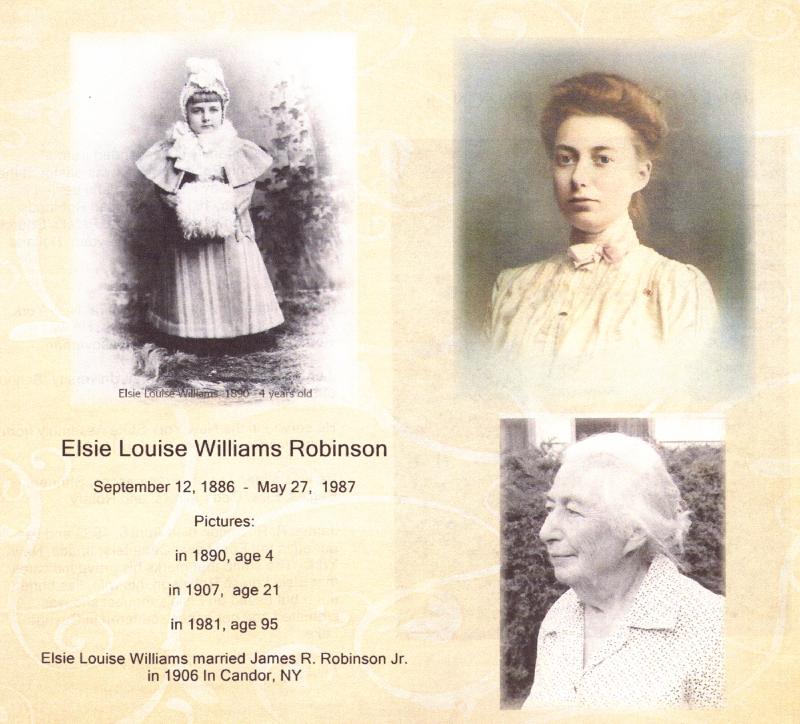 Elsie Louise Williams 1890 - 4 years old
Elsie Louise Williams Robinson
September 12, 1886 - May 27, 1987
Pictures:
in 1890, age 4
in 1907, age 21
in 1981, age 95
Elsie Louise Williams married James R. Robinson Jr.
in 1906 In Candor, NY